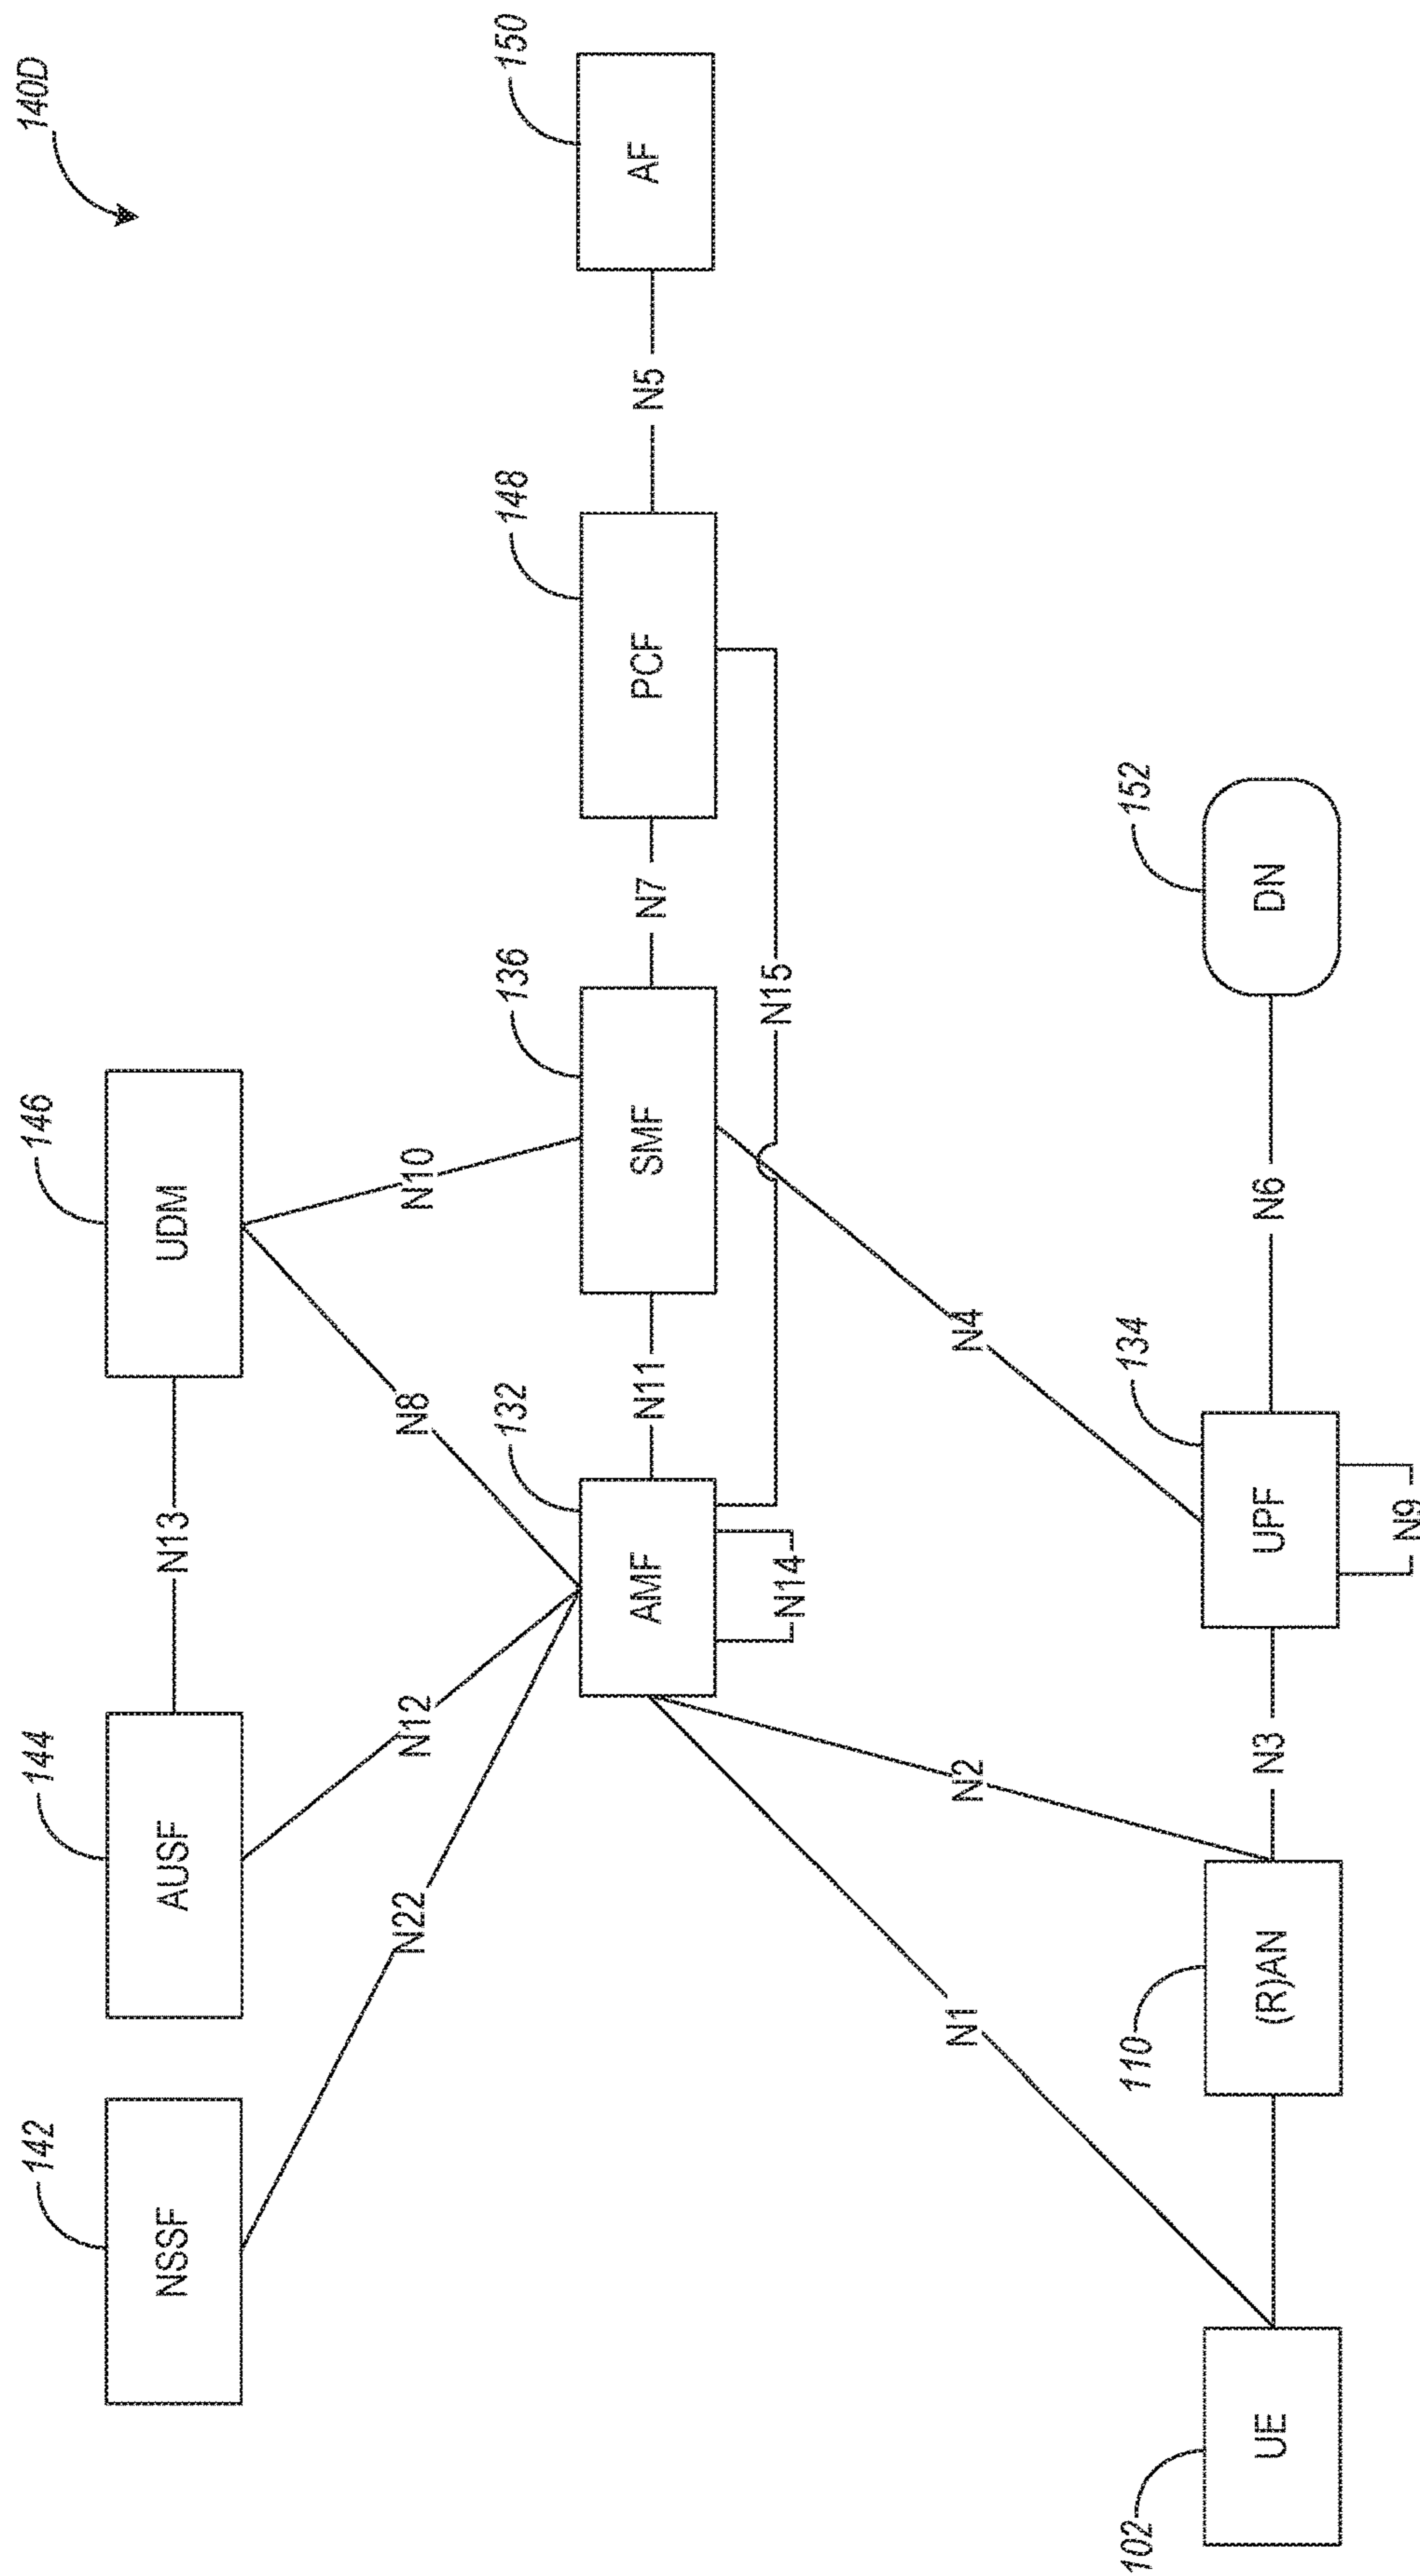 140D
142
144
146
NSSF
AUSF
N13
UDM
N22
N12
N8
N10
132
136
148
150
AMF
N11
SMF
N7
PCF
N5
AF
N14
N15
N1
N2
N4
102
110
134
152
UE
(R)AN
N3
UPF
N6
DN
N9